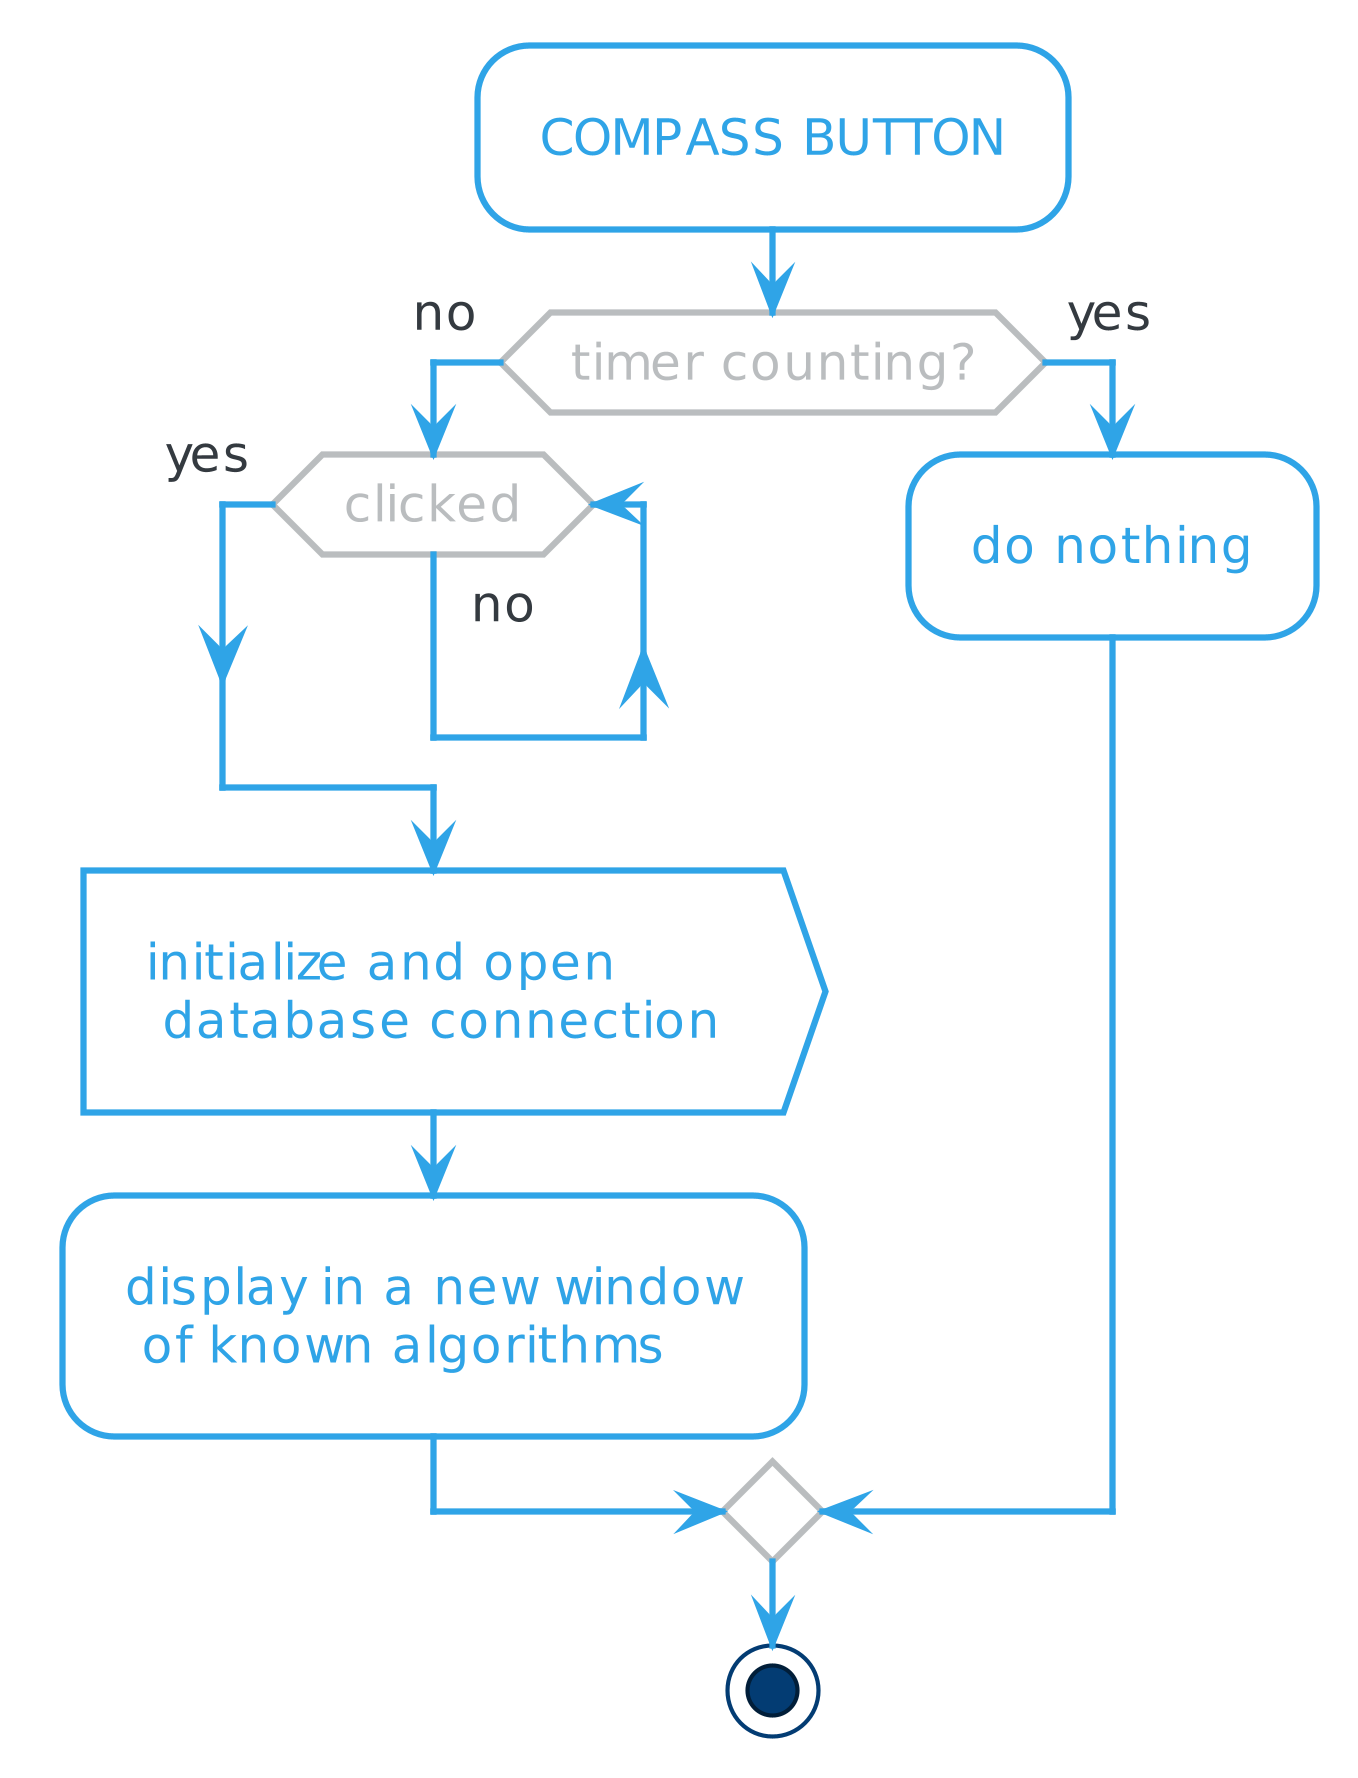 COMPASS BUTTON
no
yes
timer counting?
yes
clicked
do nothing
no
initialize and open
database connection
display in a new window
of known algorithms